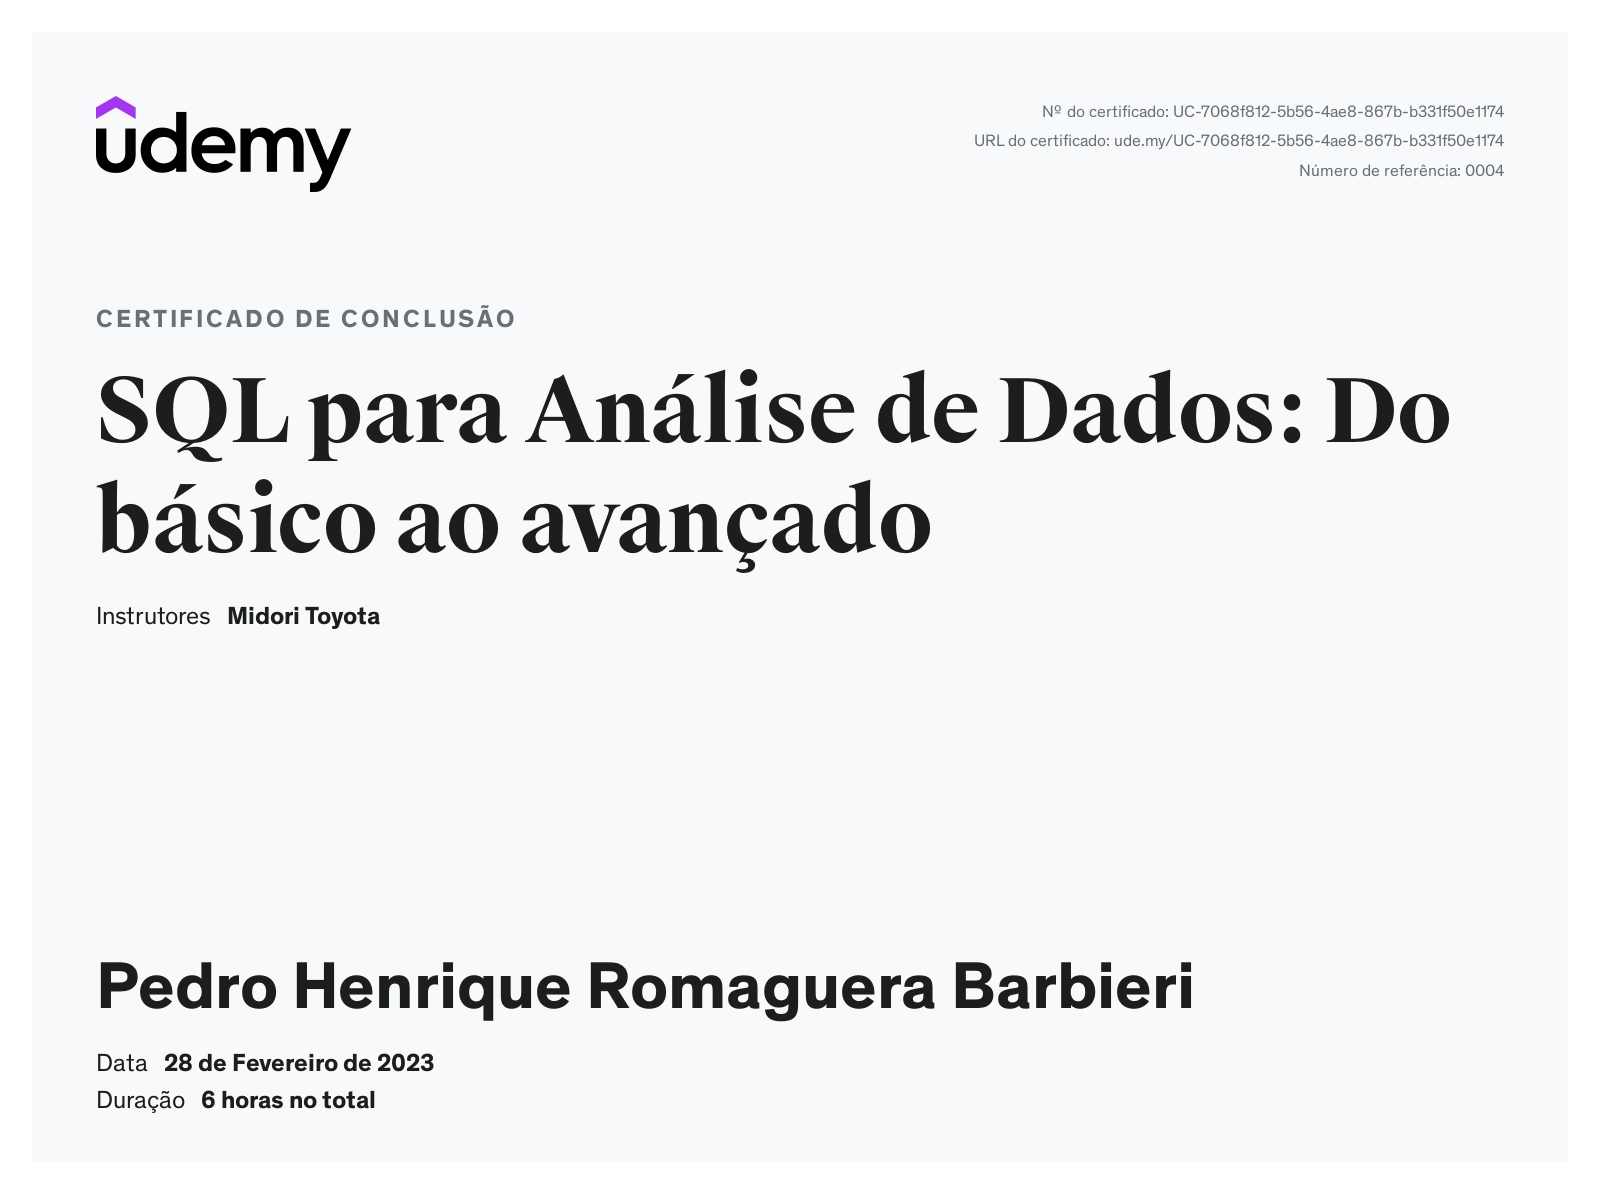 udemy
Nº do certificado: UC-7068f812-5b56-4ae8-867b-b331f50e1174
URL do certificado: ude.my/UC-7068f812-5b56-4ae8-867b-b331f50e1174
Número de referência: 0004
CERTIFICADO DE CONCLUSÃO
SQL para Análise de Dados: Do
básico ao avançado
Instrutores Midori Toyota
Pedro Henrique Romaguera Barbieri
Data 28 de Fevereiro de 2023
Duração 6 horas no total